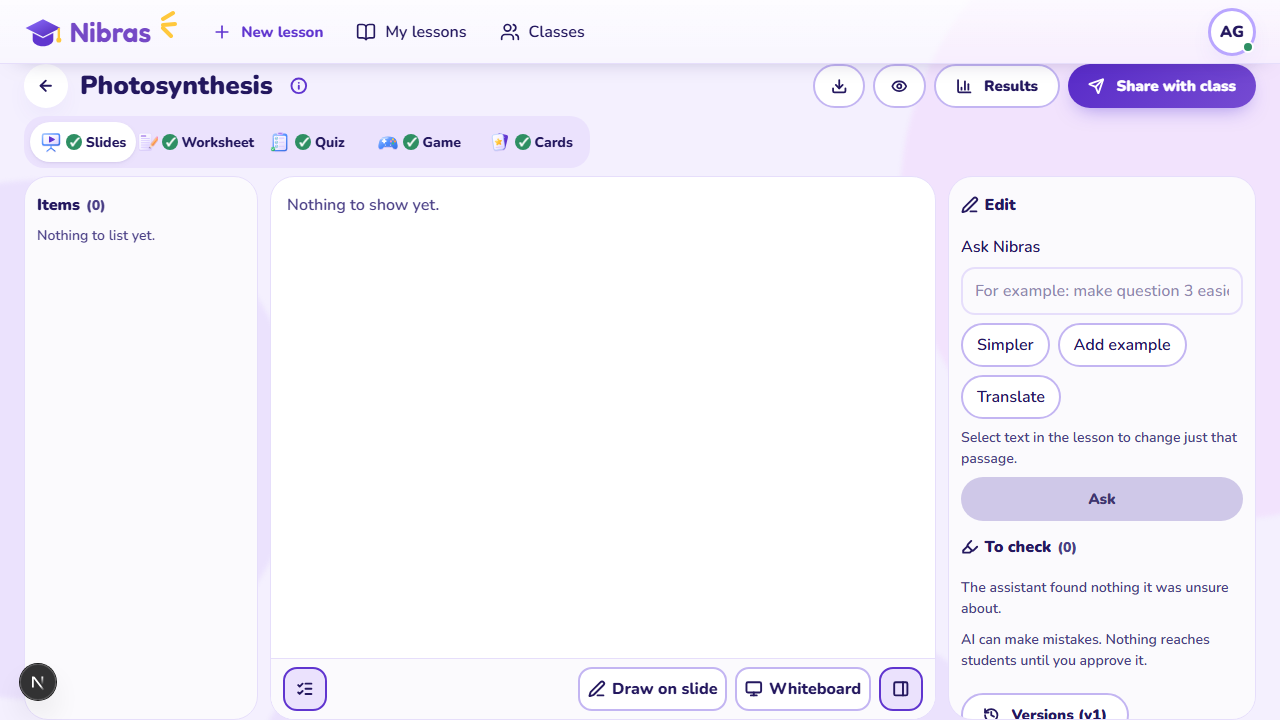 Nibras
New lesson
My lessons
Classes
AG
Photosynthesis
Results
Share with class
Slides
Worksheet
Quiz
Game
Cards
Items (0)
Nothing to list yet.
Nothing to show yet.
Draw on slide
Whiteboard
Edit
Ask Nibras
For example: make question 3 easie
Simpler
Add example
Translate
Select text in the lesson to change just that
passage.
Ask
To check (0)
The assistant found nothing it was unsure
about.
AI can make mistakes. Nothing reaches
students until you approve it.
Versions (v1)
N